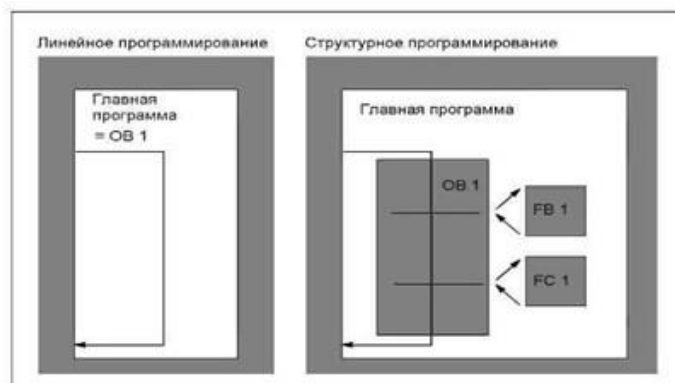 Линейное программирование
Структурное программирование
Главная
программа
= OB 1
Главная программа
OB 1
FB 1
FC 1